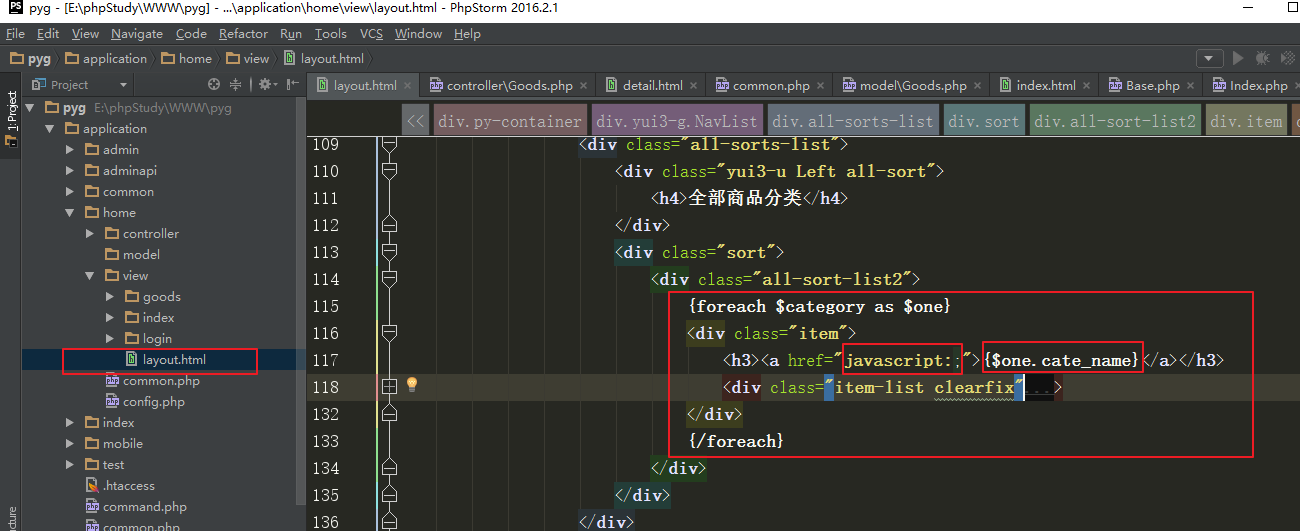 pyg - [E:\phpStudy\WWW\pyg] - ...\application\home\view\layout.html - PhpStorm 2016.2.1
File Edit View Navigate Code Refactor Run Tools VCS Window Help
pyg application home view layout.html
1: Project
Project
layout.html controller\Goods.php detail.html common.php model\Goods.php index.html Base.php Index.php
<< div.py-container div.yui3-g.NavList div.all-sorts-list div.sort div.all-sort-list2 div.item
pyg E:\phpStudy\WWW\pyg
application
admin
adminapi
common
home
controller
model
view
goods
index
login
layout.html
common.php
config.php
index
mobile
test
.htaccess
command.php
common.php
109 <div class="all-sorts-list">
110 <div class="yui3-u Left all-sort">
111 <h4>全部商品分类</h4>
112 </div>
113 <div class="sort">
114 <div class="all-sort-list2">
115 {foreach $category as $one}
116 <div class="item">
117 <h3><a href="javascript:;">{$one.cate_name}</a></h3>
118 <div class="item-list clearfix"...>
132 </div>
133 {/foreach}
134 </div>
135 </div>
136 </div>